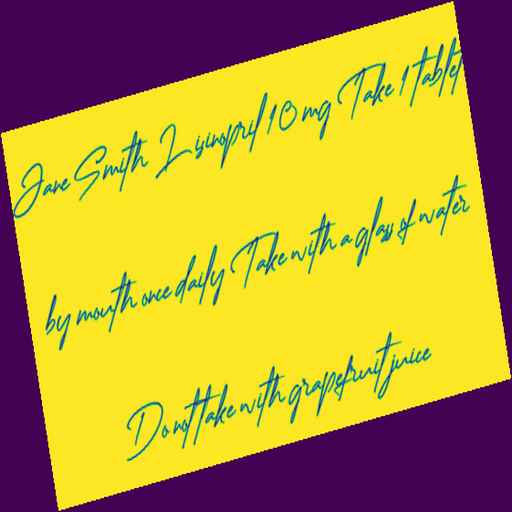 Jane Smith Lisinopril 10 mg Take 1 tablet
by mouth once daily Take with a glass of water
Do not take with grapefruit juice